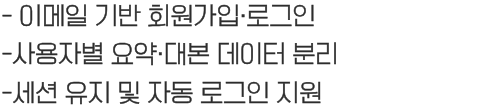 - 이메일 기반 회원가입·로그인
-사용자별 요약·대본 데이터 분리
-세션 유지 및 자동 로그인 지원